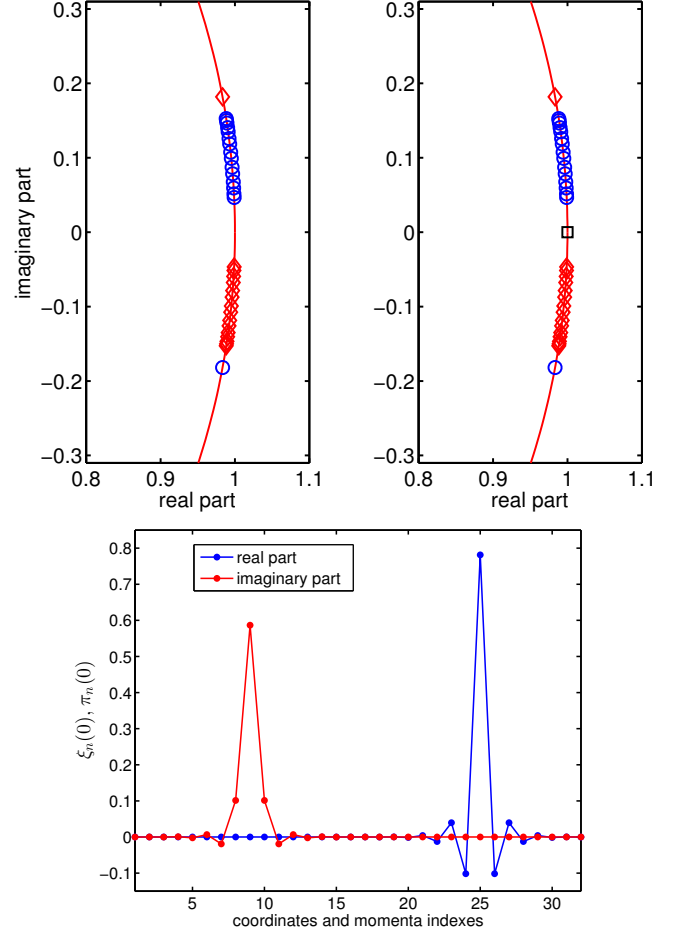 0.3
0.2
0.1
0
−0.1
−0.2
−0.3
imaginary part
0.8 0.9 1 1.1
real part
0.3
0.2
0.1
0
−0.1
−0.2
−0.3
0.8 0.9 1 1.1
real part
0.8
0.7
0.6
0.5
0.4
0.3
0.2
0.1
0
−0.1
ξₙ(0), πₙ(0)
real part
imaginary part
5 10 15 20 25 30
coordinates and momenta indexes